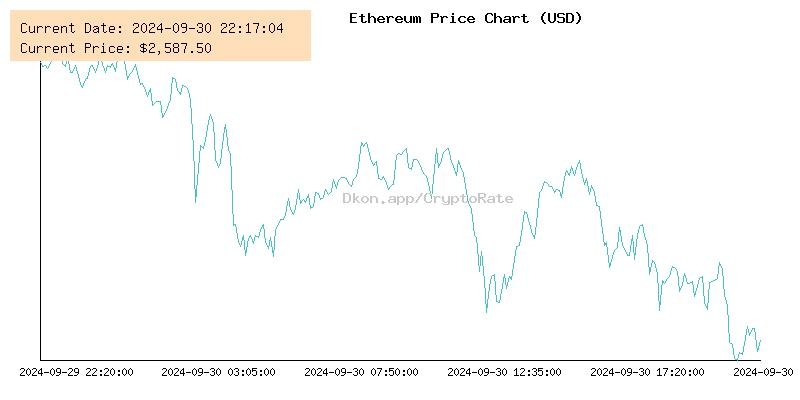 Ethereum Price Chart (USD)
Current Date: 2024-09-30 22:17:04
Current Price: $2,587.50
Dkon.app/CryptoRate
2024-09-29 22:20:00 2024-09-30 03:05:00 2024-09-30 07:50:00 2024-09-30 12:35:00 2024-09-30 17:20:00 2024-09-30